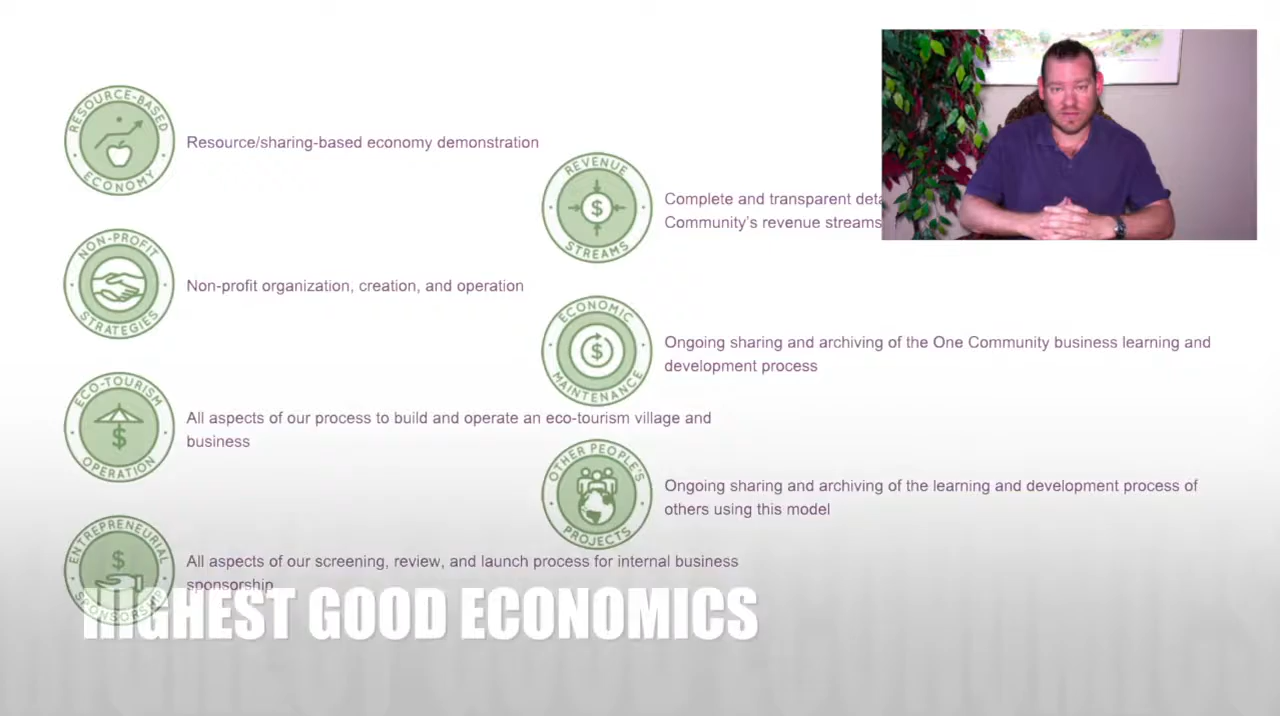 RESOURCE-BASED
ECONOMY
Resource/sharing-based economy demonstration
NON-PROFIT
STRATEGIES
Non-profit organization, creation, and operation
ECO-TOURISM
$
OPERATION
All aspects of our process to build and operate an eco-tourism village and
business
ENTREPRENEURIAL
$
SPONSORSHIP
All aspects of our screening, review, and launch process for internal business
sponsorship
REVENUE
$
STREAMS
Complete and transparent
Community's revenue streams
ECONOMIC
$
MAINTENANCE
Ongoing sharing and archiving of the One Community business learning and
development process
OTHER PEOPLE'S
PROJECTS
Ongoing sharing and archiving of the learning and development process of
others using this model
HIGHEST GOOD ECONOMICS